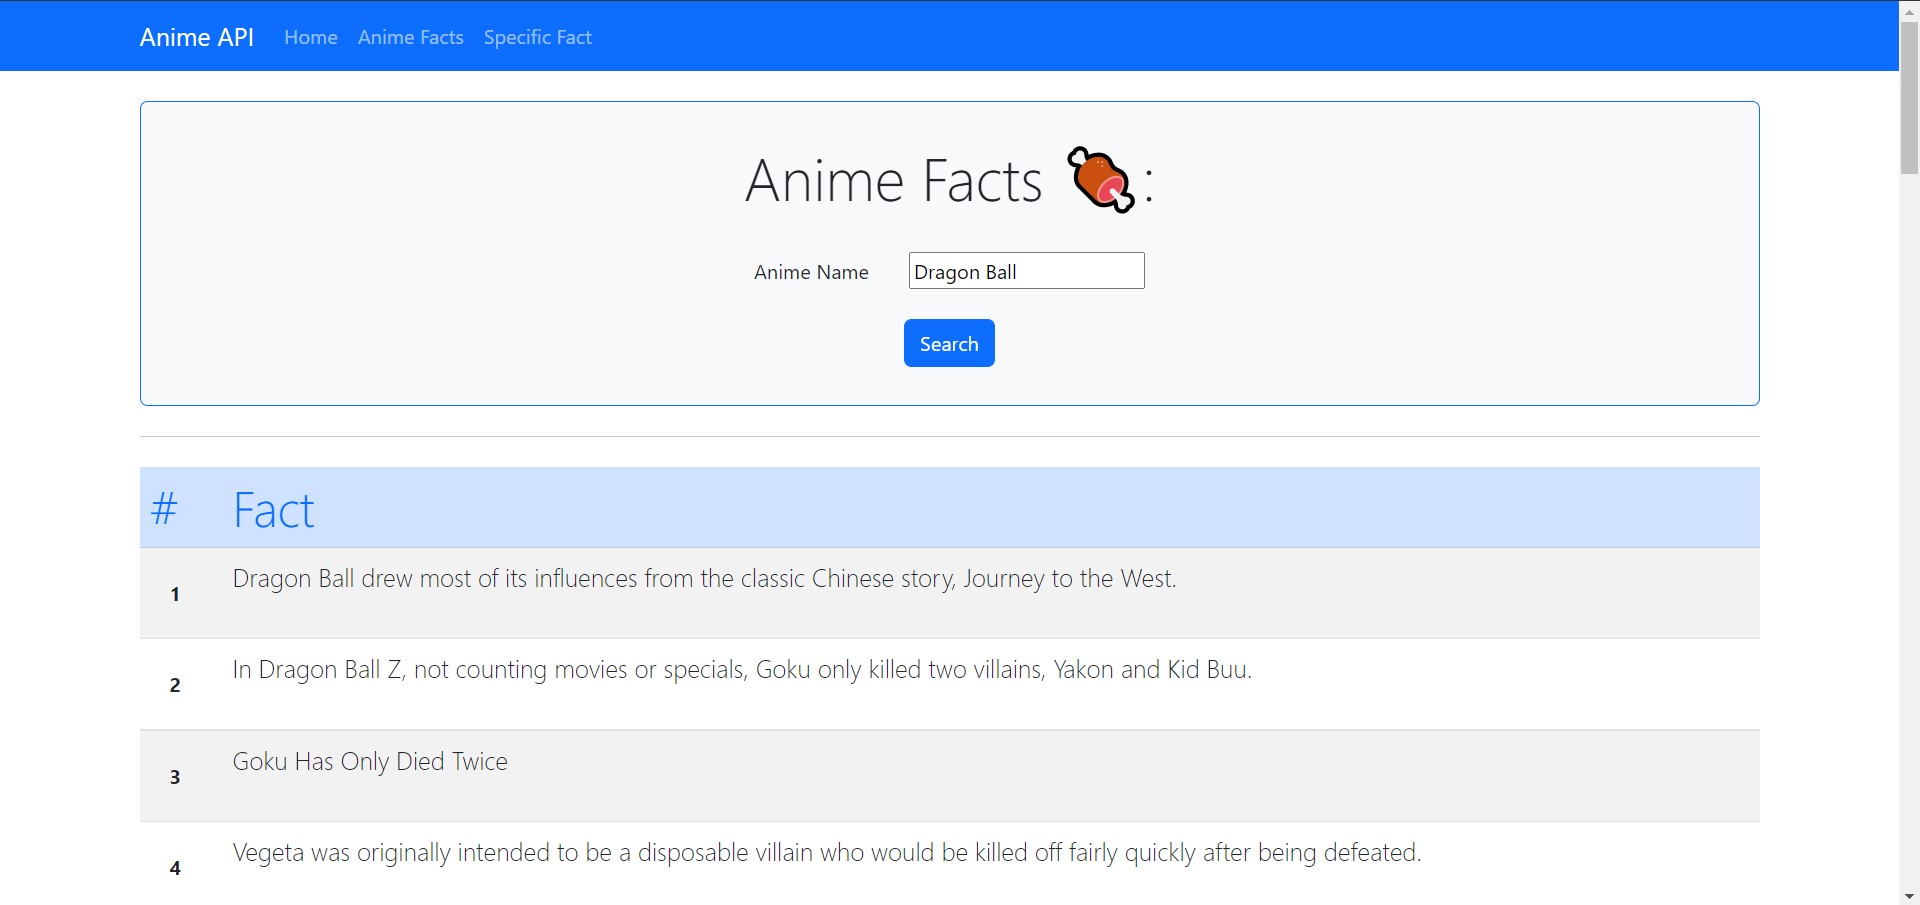 Anime API Home Anime Facts Specific Fact
Anime Facts 🍖:
Anime Name Dragon Ball
Search
# Fact
1 Dragon Ball drew most of its influences from the classic Chinese story, Journey to the West.
2 In Dragon Ball Z, not counting movies or specials, Goku only killed two villains, Yakon and Kid Buu.
3 Goku Has Only Died Twice
4 Vegeta was originally intended to be a disposable villain who would be killed off fairly quickly after being defeated.